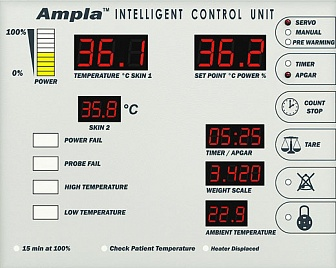 Ampla™ INTELLIGENT CONTROL UNIT
100%
0%
POWER
36.1
TEMPERATURE °C SKIN 1
36.2
SET POINT °C POWER %
SERVO
MANUAL
PRE WARMING
TIMER
APGAR
35.8 °C
SKIN 2
COUNT
STOP
POWER FAIL
PROBE FAIL
HIGH TEMPERATURE
LOW TEMPERATURE
05:25
TIMER / APGAR
TARE
3.420
WEIGHT SCALE
22.9
AMBIENT TEMPERATURE
15 min at 100%
Check Patient Temperature
Heater Displaced